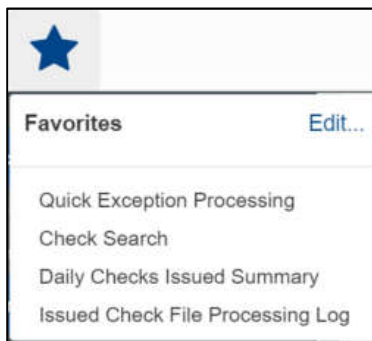 Favorites Edit...
Quick Exception Processing
Check Search
Daily Checks Issued Summary
Issued Check File Processing Log